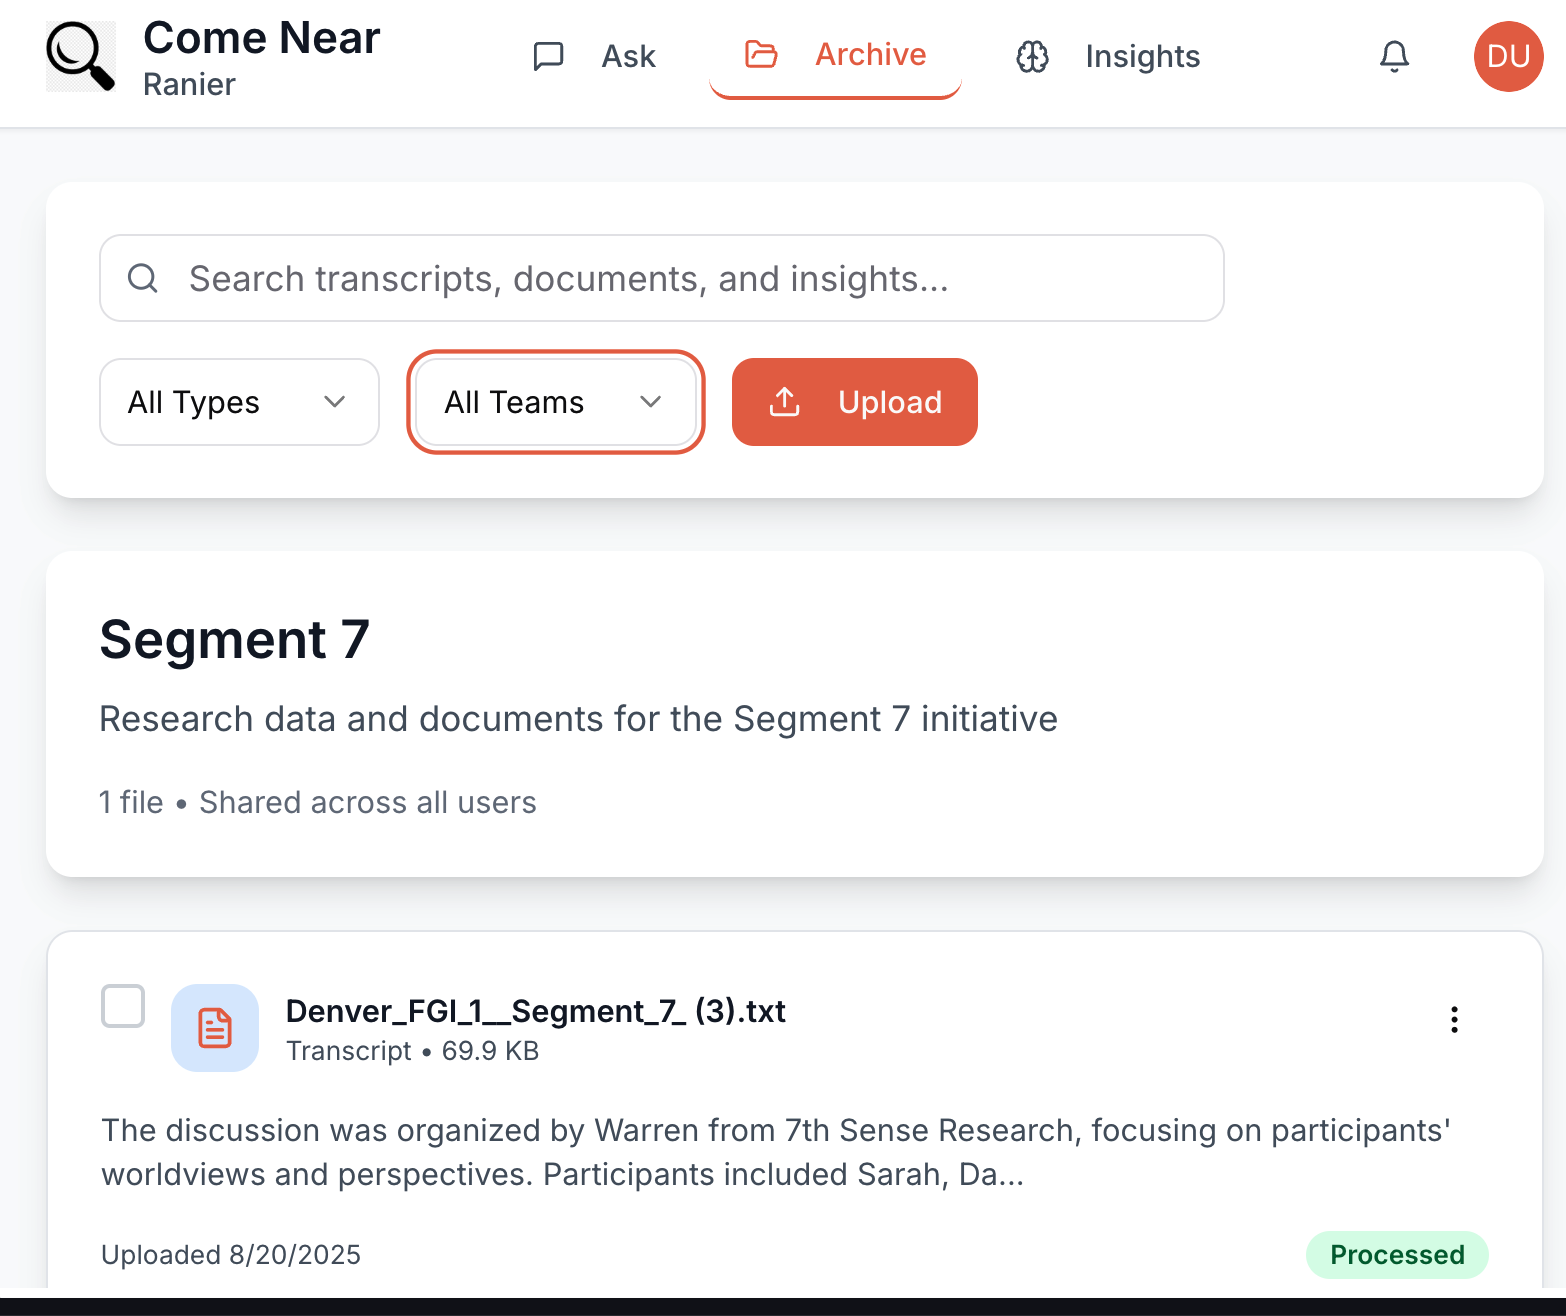 Come Near
Ranier
Ask
Archive
Insights
DU
Search transcripts, documents, and insights...
All Types
All Teams
Upload
Segment 7
Research data and documents for the Segment 7 initiative
1 file • Shared across all users
Denver_FGI_1__Segment_7_ (3).txt
Transcript • 69.9 KB
The discussion was organized by Warren from 7th Sense Research, focusing on participants'
worldviews and perspectives. Participants included Sarah, Da...
Uploaded 8/20/2025
Processed